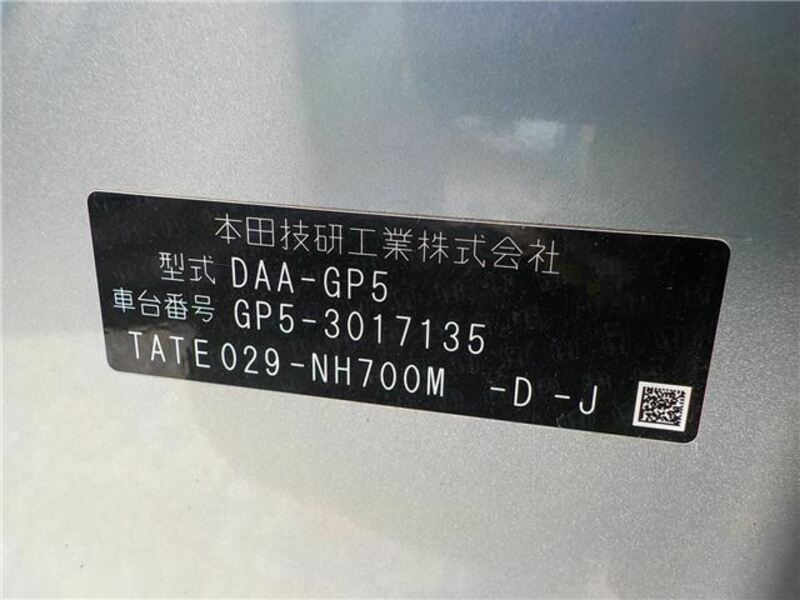 本田技研工業株式会社
型式 DAA-GP5
車台番号 GP5-3017135
TATE029-NH700M -D-J